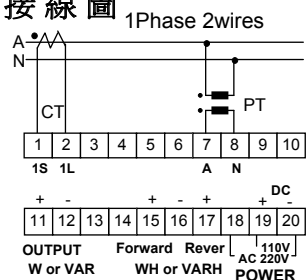 接線圖 1Phase 2wires
A
N
CT
PT
1 2 3 4 5 6 7 8 9 10
1S 1L A N
+ - + - + DC + -
11 12 13 14 15 16 17 18 19 20
OUTPUT Forward Rever 110V
W or VAR WH or VARH AC 220V
POWER